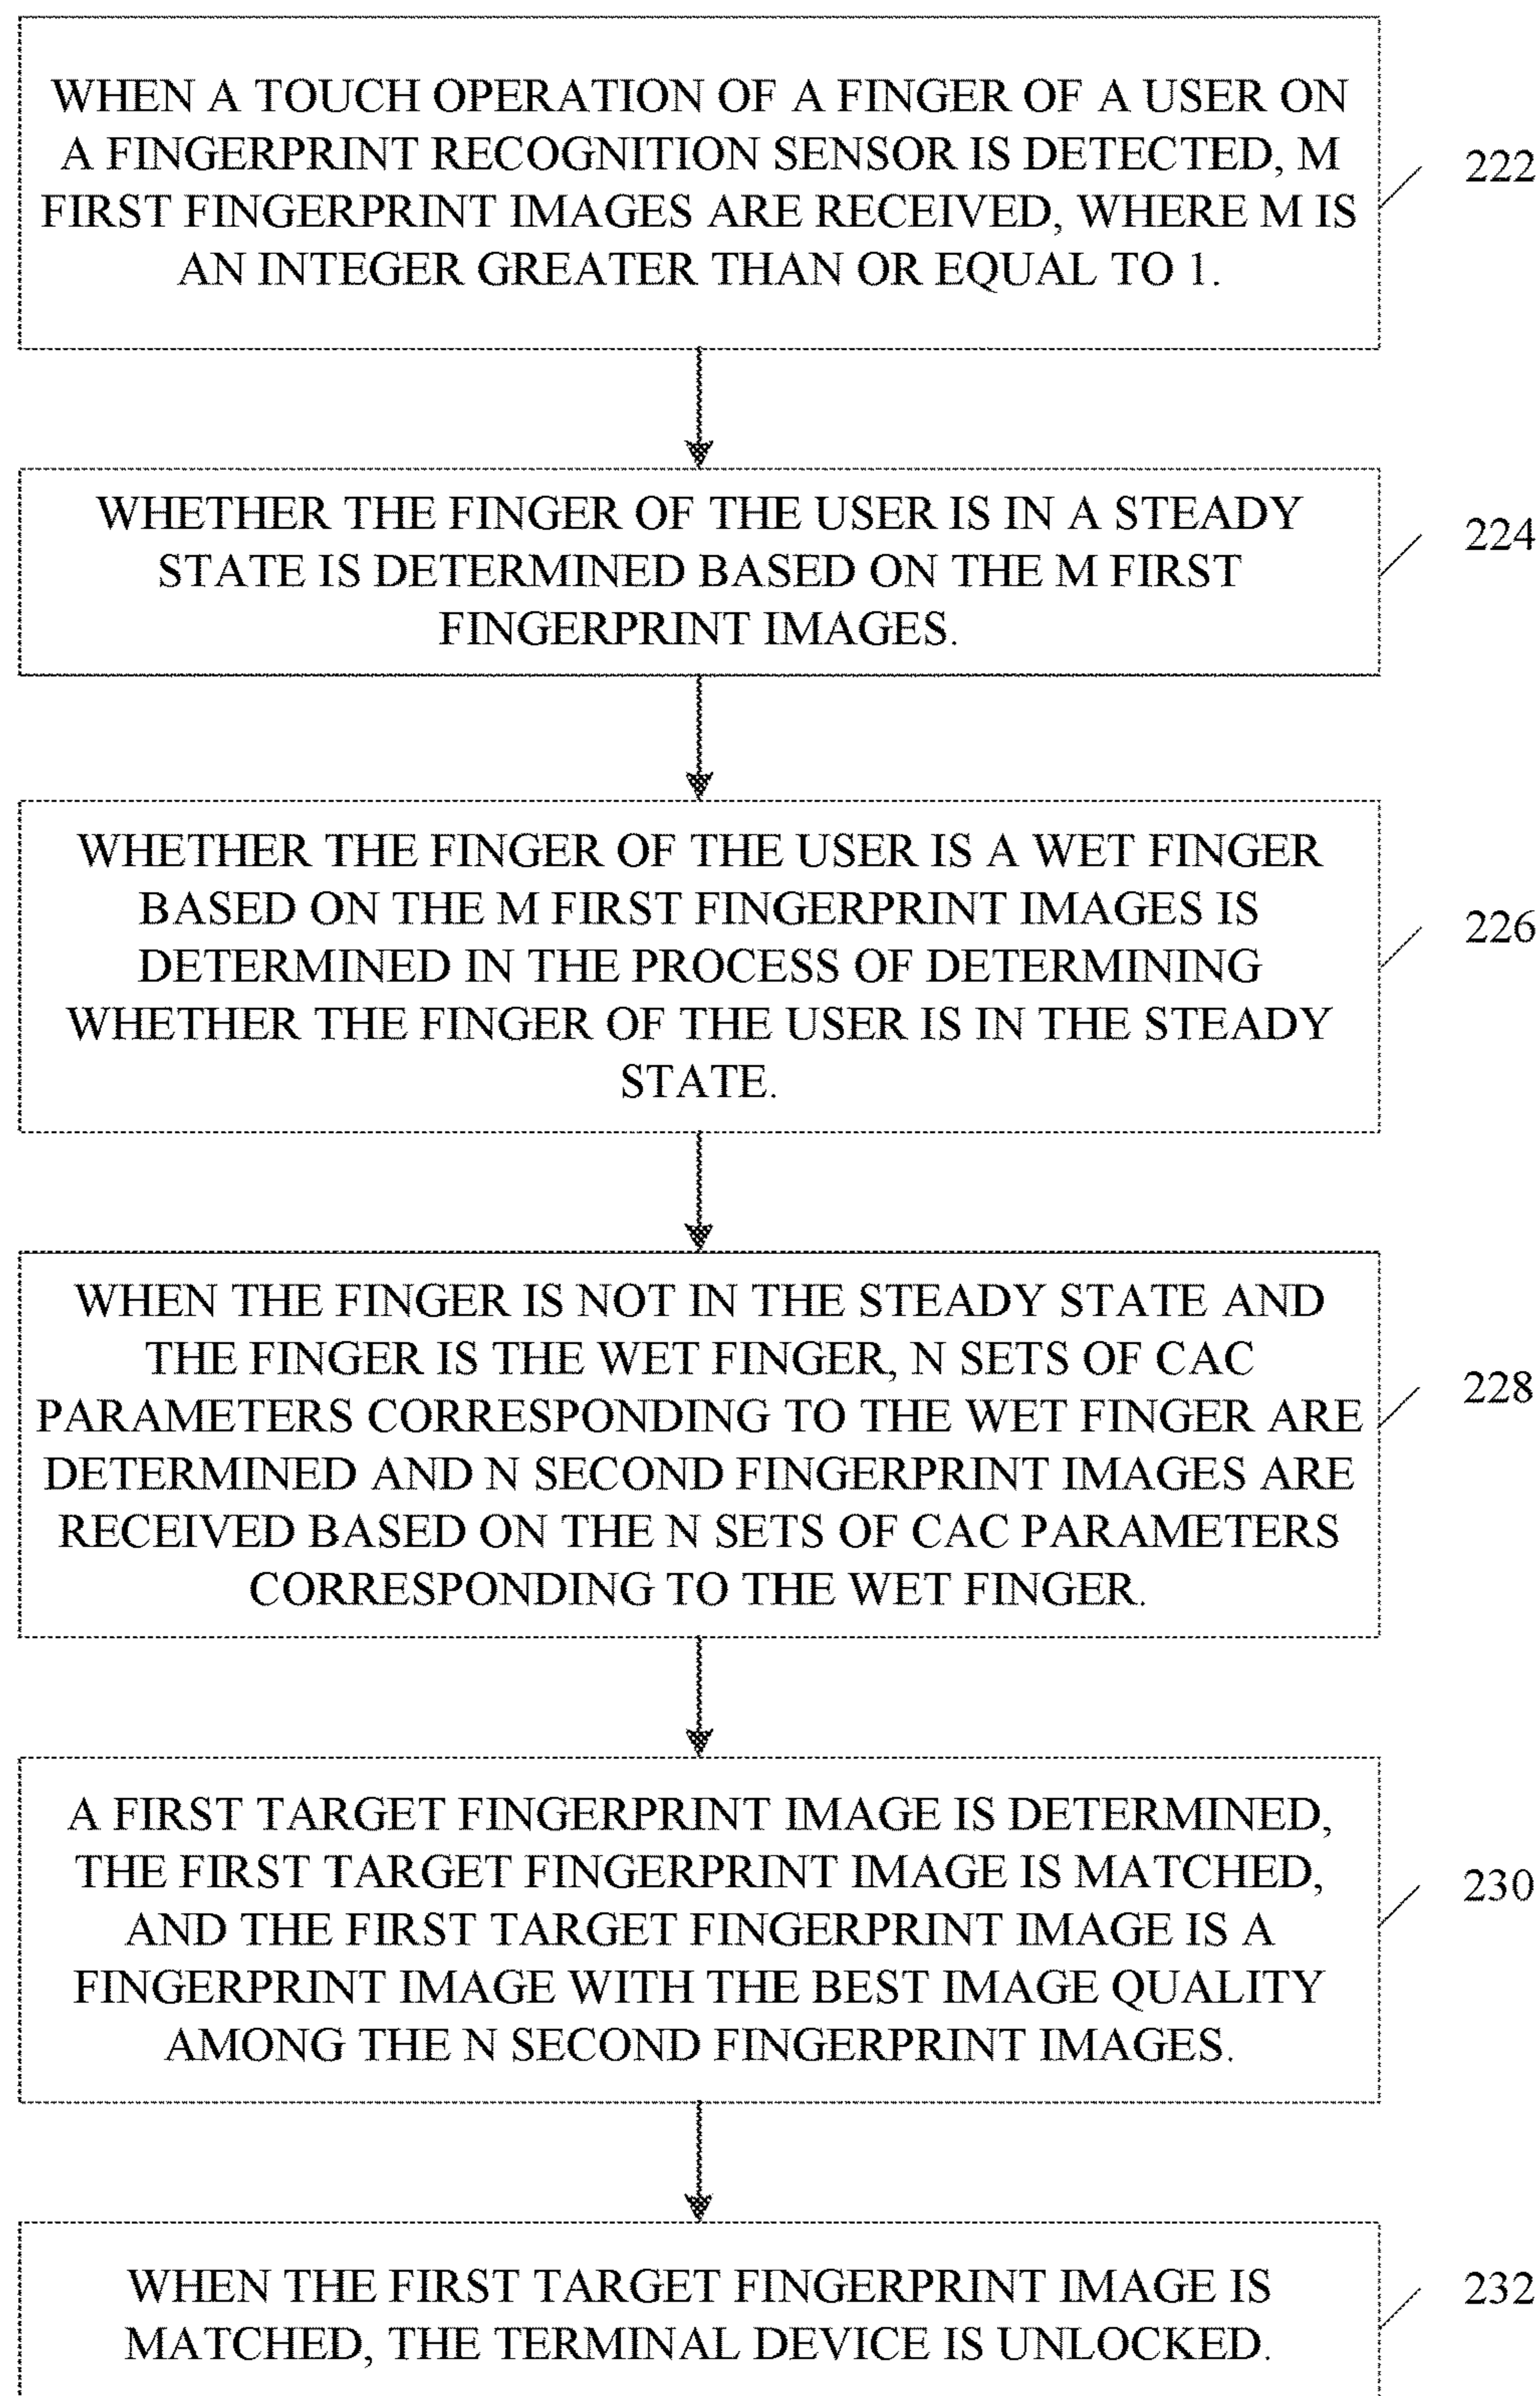 WHEN A TOUCH OPERATION OF A FINGER OF A USER ON
A FINGERPRINT RECOGNITION SENSOR IS DETECTED, M
FIRST FINGERPRINT IMAGES ARE RECEIVED, WHERE M IS
AN INTEGER GREATER THAN OR EQUAL TO 1.
222
WHETHER THE FINGER OF THE USER IS IN A STEADY
STATE IS DETERMINED BASED ON THE M FIRST
FINGERPRINT IMAGES.
224
WHETHER THE FINGER OF THE USER IS A WET FINGER
BASED ON THE M FIRST FINGERPRINT IMAGES IS
DETERMINED IN THE PROCESS OF DETERMINING
WHETHER THE FINGER OF THE USER IS IN THE STEADY
STATE.
226
WHEN THE FINGER IS NOT IN THE STEADY STATE AND
THE FINGER IS THE WET FINGER, N SETS OF CAC
PARAMETERS CORRESPONDING TO THE WET FINGER ARE
DETERMINED AND N SECOND FINGERPRINT IMAGES ARE
RECEIVED BASED ON THE N SETS OF CAC PARAMETERS
CORRESPONDING TO THE WET FINGER.
228
A FIRST TARGET FINGERPRINT IMAGE IS DETERMINED,
THE FIRST TARGET FINGERPRINT IMAGE IS MATCHED,
AND THE FIRST TARGET FINGERPRINT IMAGE IS A
FINGERPRINT IMAGE WITH THE BEST IMAGE QUALITY
AMONG THE N SECOND FINGERPRINT IMAGES.
230
WHEN THE FIRST TARGET FINGERPRINT IMAGE IS
MATCHED, THE TERMINAL DEVICE IS UNLOCKED.
232